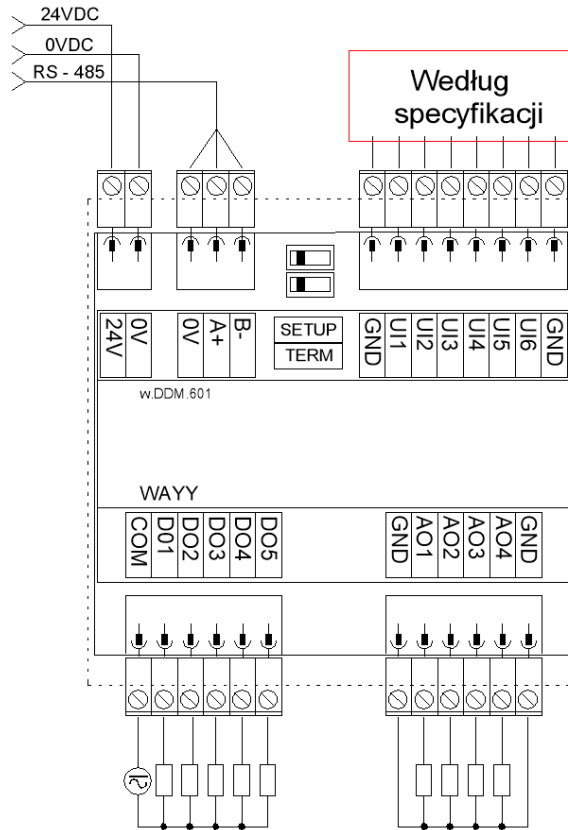 24VDC
0VDC
RS - 485
Według
specyfikacji
24V
0V
0V
A+
B-
SETUP
TERM
GND
UI1
UI2
UI3
UI4
UI5
UI6
GND
w.DDM.601
WAYY
COM
D01
DO2
DO3
DO4
DO5
GND
AO1
AO2
AO3
AO4
GND